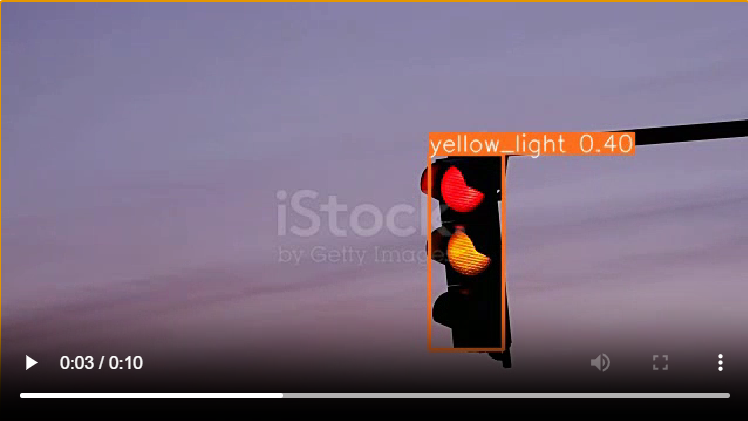 yellow_light 0.40
iStock
by Getty Images
0:03 / 0:10